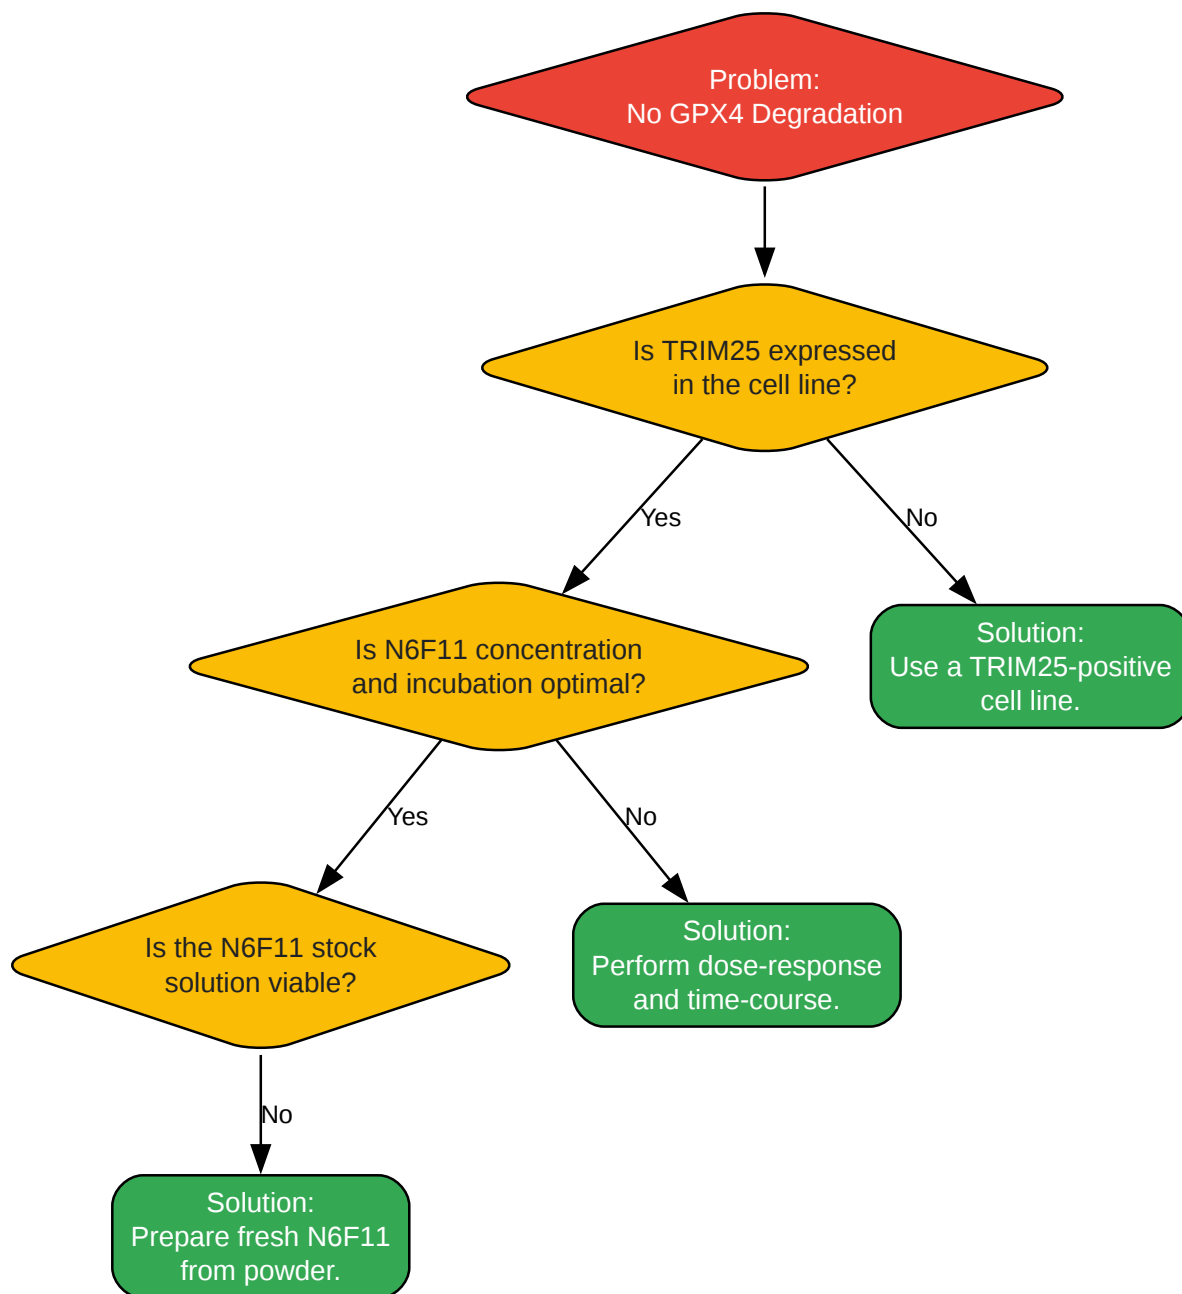 Problem:
No GPX4 Degradation
Is TRIM25 expressed
in the cell line?
Yes
No
Is N6F11 concentration
and incubation optimal?
Solution:
Use a TRIM25-positive
cell line.
Yes
No
Is the N6F11 stock
solution viable?
Solution:
Perform dose-response
and time-course.
No
Solution:
Prepare fresh N6F11
from powder.